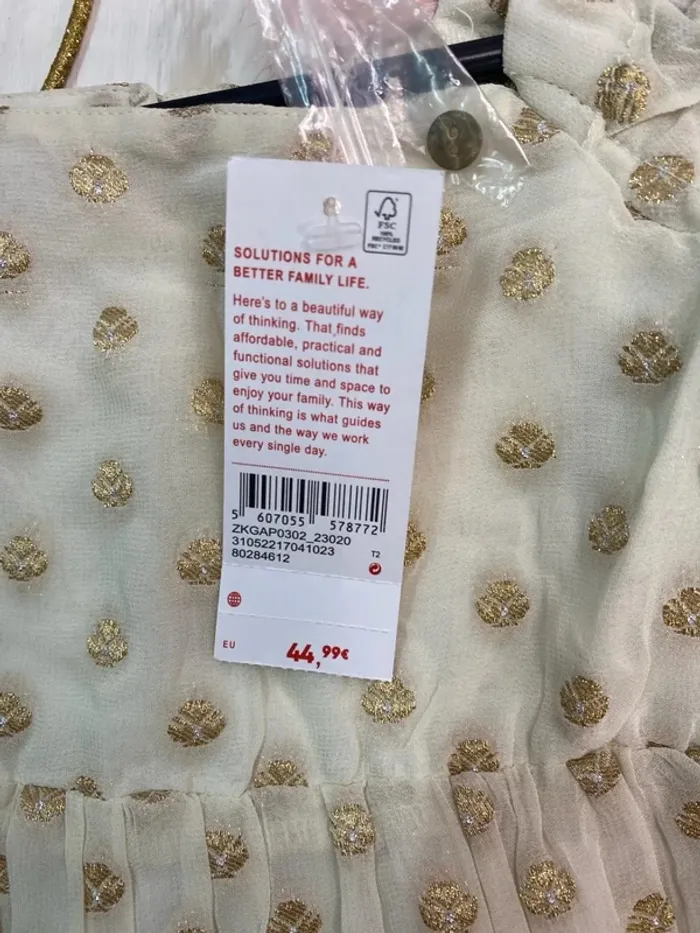 FSC
100%
RECYCLED
SOLUTIONS FOR A
BETTER FAMILY LIFE.
Here's to a beautiful way
of thinking. That finds
affordable, practical and
functional solutions that
give you time and space to
enjoy your family. This way
of thinking is what guides
us and the way we work
every single day.
5 607055 578772
ZKGAP0302_23020
31052217041023
T2
80284612
EU
44,99€